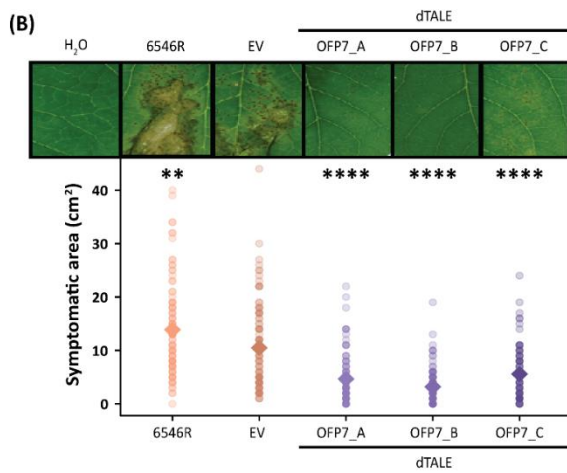 (B)
dTALE
H₂O 6546R EV OFP7_A OFP7_B OFP7_C
** **** **** ****
Symptomatic area (cm²)
40
30
20
10
0
6546R EV OFP7_A OFP7_B OFP7_C
dTALE